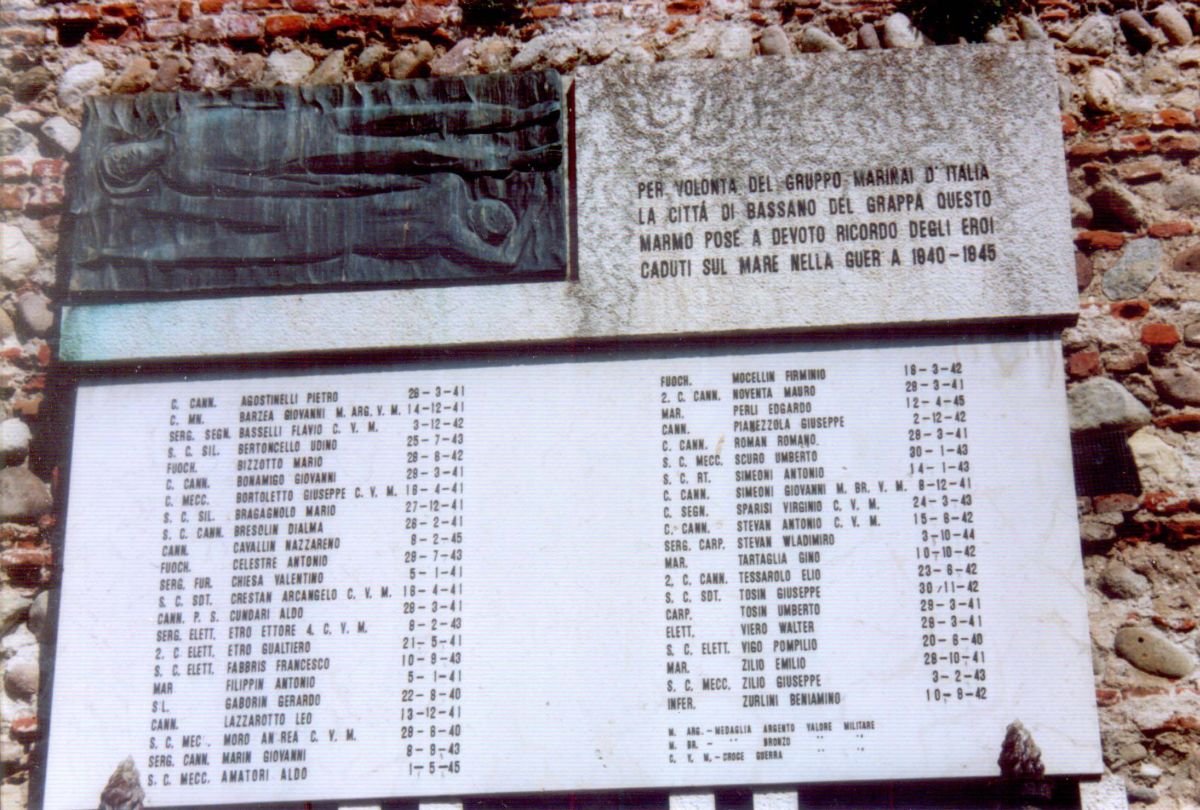 PER VOLONTA DEL GRUPPO MARINAI D' ITALIA
LA CITTÁ DI BASSANO DEL GRAPPA QUESTO
MARMO POSE A DEVOTO RICORDO DEGLI EROI
CADUTI SUL MARE NELLA GUER A 1940-1945
C. CANN. AGOSTINELLI PIETRO 28-3-41
C. MN. BARZEA GIOVANNI M. ARG. V. M. 14-12-41
SERG. SEGN. BASSELLI FLAVIO C. V. M. 3-12-42
S. C. SIL. BERTONCELLO UDINO 25-7-43
FUOCH. BIZZOTTO MARIO 28-6-42
C. CANN. BONAMIGO GIOVANNI 29-3-41
C. MECC. BORTOLETTO GIUSEPPE C. V. M. 16-4-41
S. C. SIL. BRAGAGNOLO MARIO 27-12-41
S. C. CANN. BRESOLIN DIALMA 28-2-41
CANN. CAVALLIN NAZZARENO 8-2-45
FUOCH. CELESTRE ANTONIO 28-7-43
SERG. FUR. CHIESA VALENTINO 5-1-41
S. C. SDT. CRESTAN ARCANGELO C. V. M. 16-4-41
CANN. P. S. CUNDARI ALDO 28-3-41
SERG. ELETT. ETRO ETTORE 4. C. V. M. 8-2-43
2. C ELETT. ETRO GUALTIERO 21-5-41
S. C. ELETT. FABBRIS FRANCESCO 10-9-43
MAR FILIPPIN ANTONIO 5-1-41
S'L. GABORIN GERARDO 22-8-40
CANN. LAZZAROTTO LEO 13-12-41
S. C. MEC . MORO AN REA C. V. M. 28-6-40
SERG. CANN. MARIN GIOVANNI 8-8-43
S. C. MECC. AMATORI ALDO 1-5-45
FUOCH. MOCELLIN FIRMINIO 18-3-42
2. C. CANN. NOVENTA MAURO 28-3-41
MAR. PERLI EDGARDO 12-4-45
CANN. PIANEZZOLA GIUSEPPE 2-12-42
C. CANN. ROMAN ROMANO. 28-3-41
S. C. MECC. SCURO UMBERTO 30-1-43
S. C. RT. SIMEONI ANTONIO 14-1-43
C. CANN. SIMEONI GIOVANNI M. BR. V. M. 8-12-41
C. SEGN. SPARISI VIRGINIO C. V. M. 24-3-43
C. CANN. STEVAN ANTONIO C. V. M. 15-6-42
SERG. CARP. STEVAN WLADIMIRO 3-10-44
MAR. TARTAGLIA GINO 10-10-42
2. C. CANN. TESSAROLO ELIO 23-6-42
S. C. SDT. TOSIN GIUSEPPE 30/11-42
CARP. TOSIN UMBERTO 29-3-41
ELETT. VIERO WALTER 28-3-41
S. C. ELETT. VIGO POMPILIO 20-6-40
MAR. ZILIO EMILIO 28-10-41
S. C. MECC. ZILIO GIUSEPPE 3-2-43
INFER. ZURLINI BENIAMINO 10-9-42
M. ARG.-MEDAGLIA ARGENTO VALORE MILITARE
M. BR. - " BRONZO " "
C. V. M.-CROCE GUERRA " "